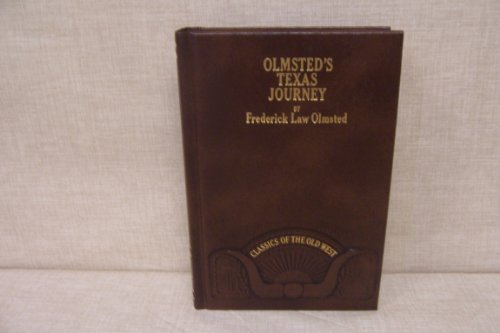 OLMSTED'S
TEXAS
JOURNEY
BY
Frederick Law Olmsted
CLASSICS OF THE OLD WEST